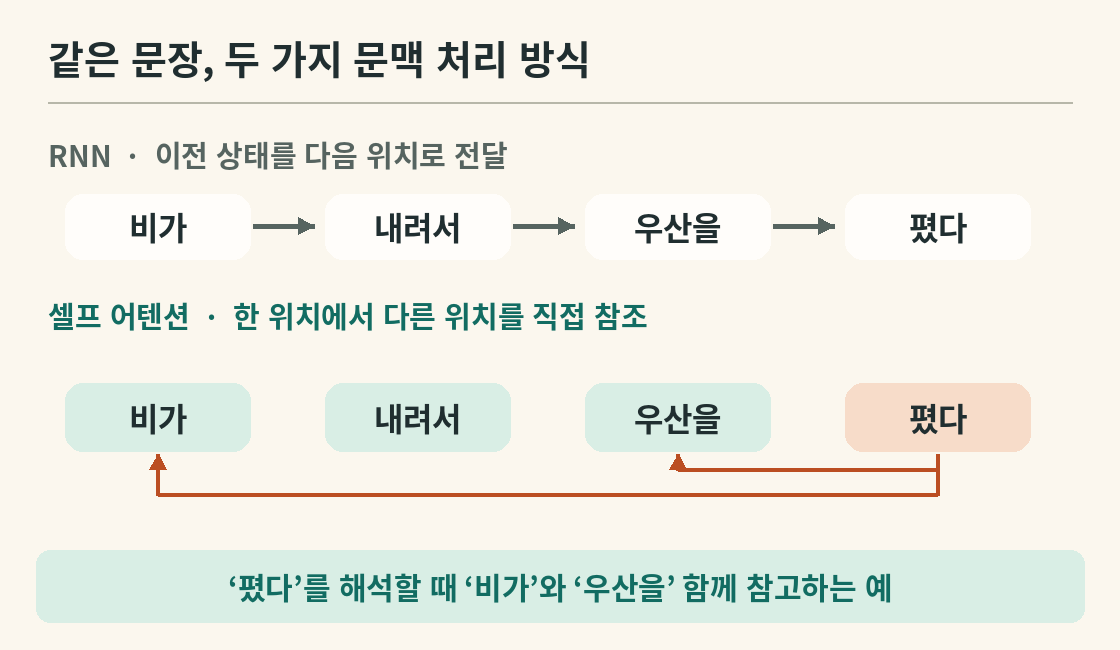 같은 문장, 두 가지 문맥 처리 방식
RNN · 이전 상태를 다음 위치로 전달
비가 내려서 우산을 폈다
셀프 어텐션 · 한 위치에서 다른 위치를 직접 참조
비가 내려서 우산을 폈다
‘폈다’를 해석할 때 ‘비가’와 ‘우산을’ 함께 참고하는 예